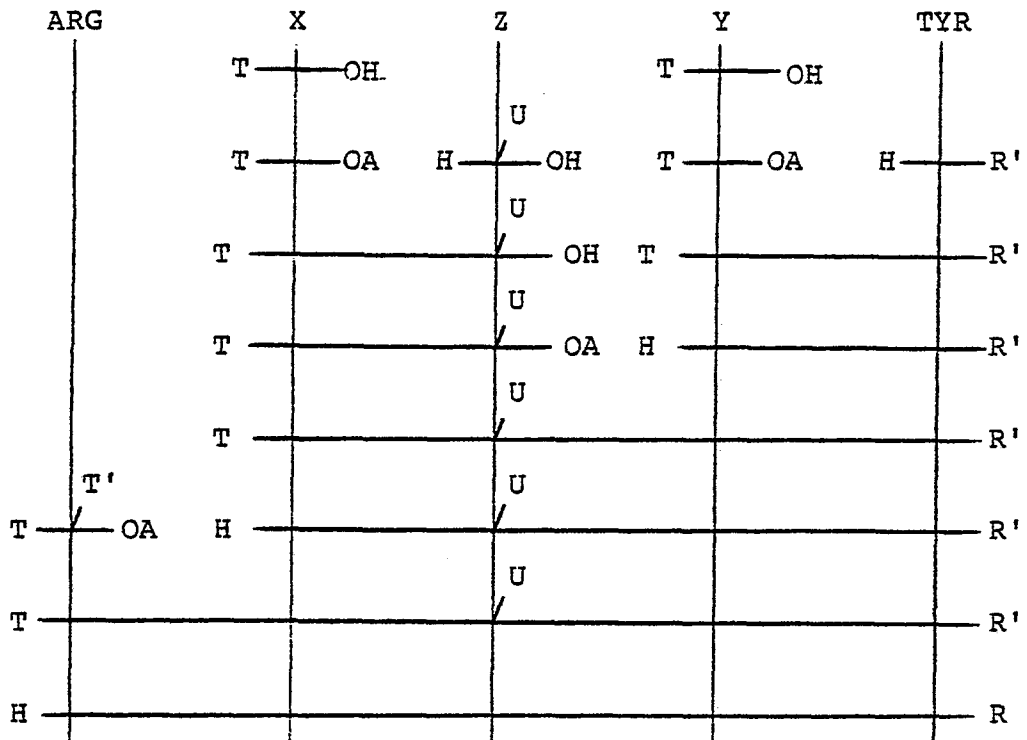 ARG X Z Y TYR
T OH T OH
U
T OA H OH T OA H R'
U
T OH T R'
U
T OA H R'
U
T R'
T' U
T OA H R'
U
T R'
H R